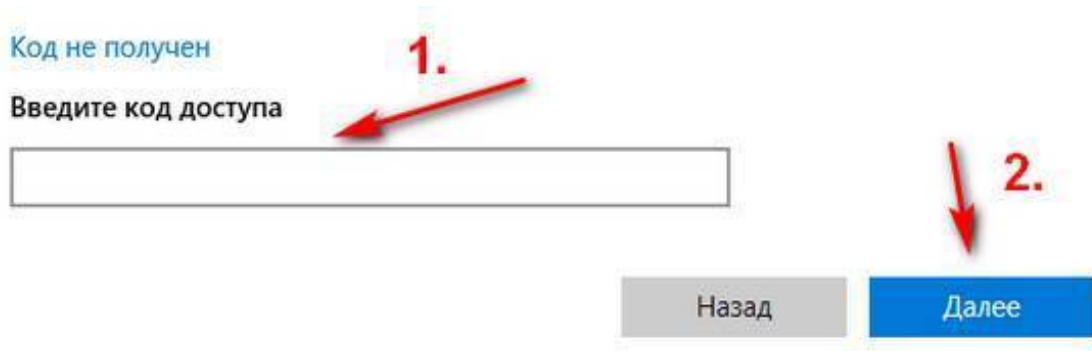 Код не получен
1.
Введите код доступа
2.
Назад
Далее